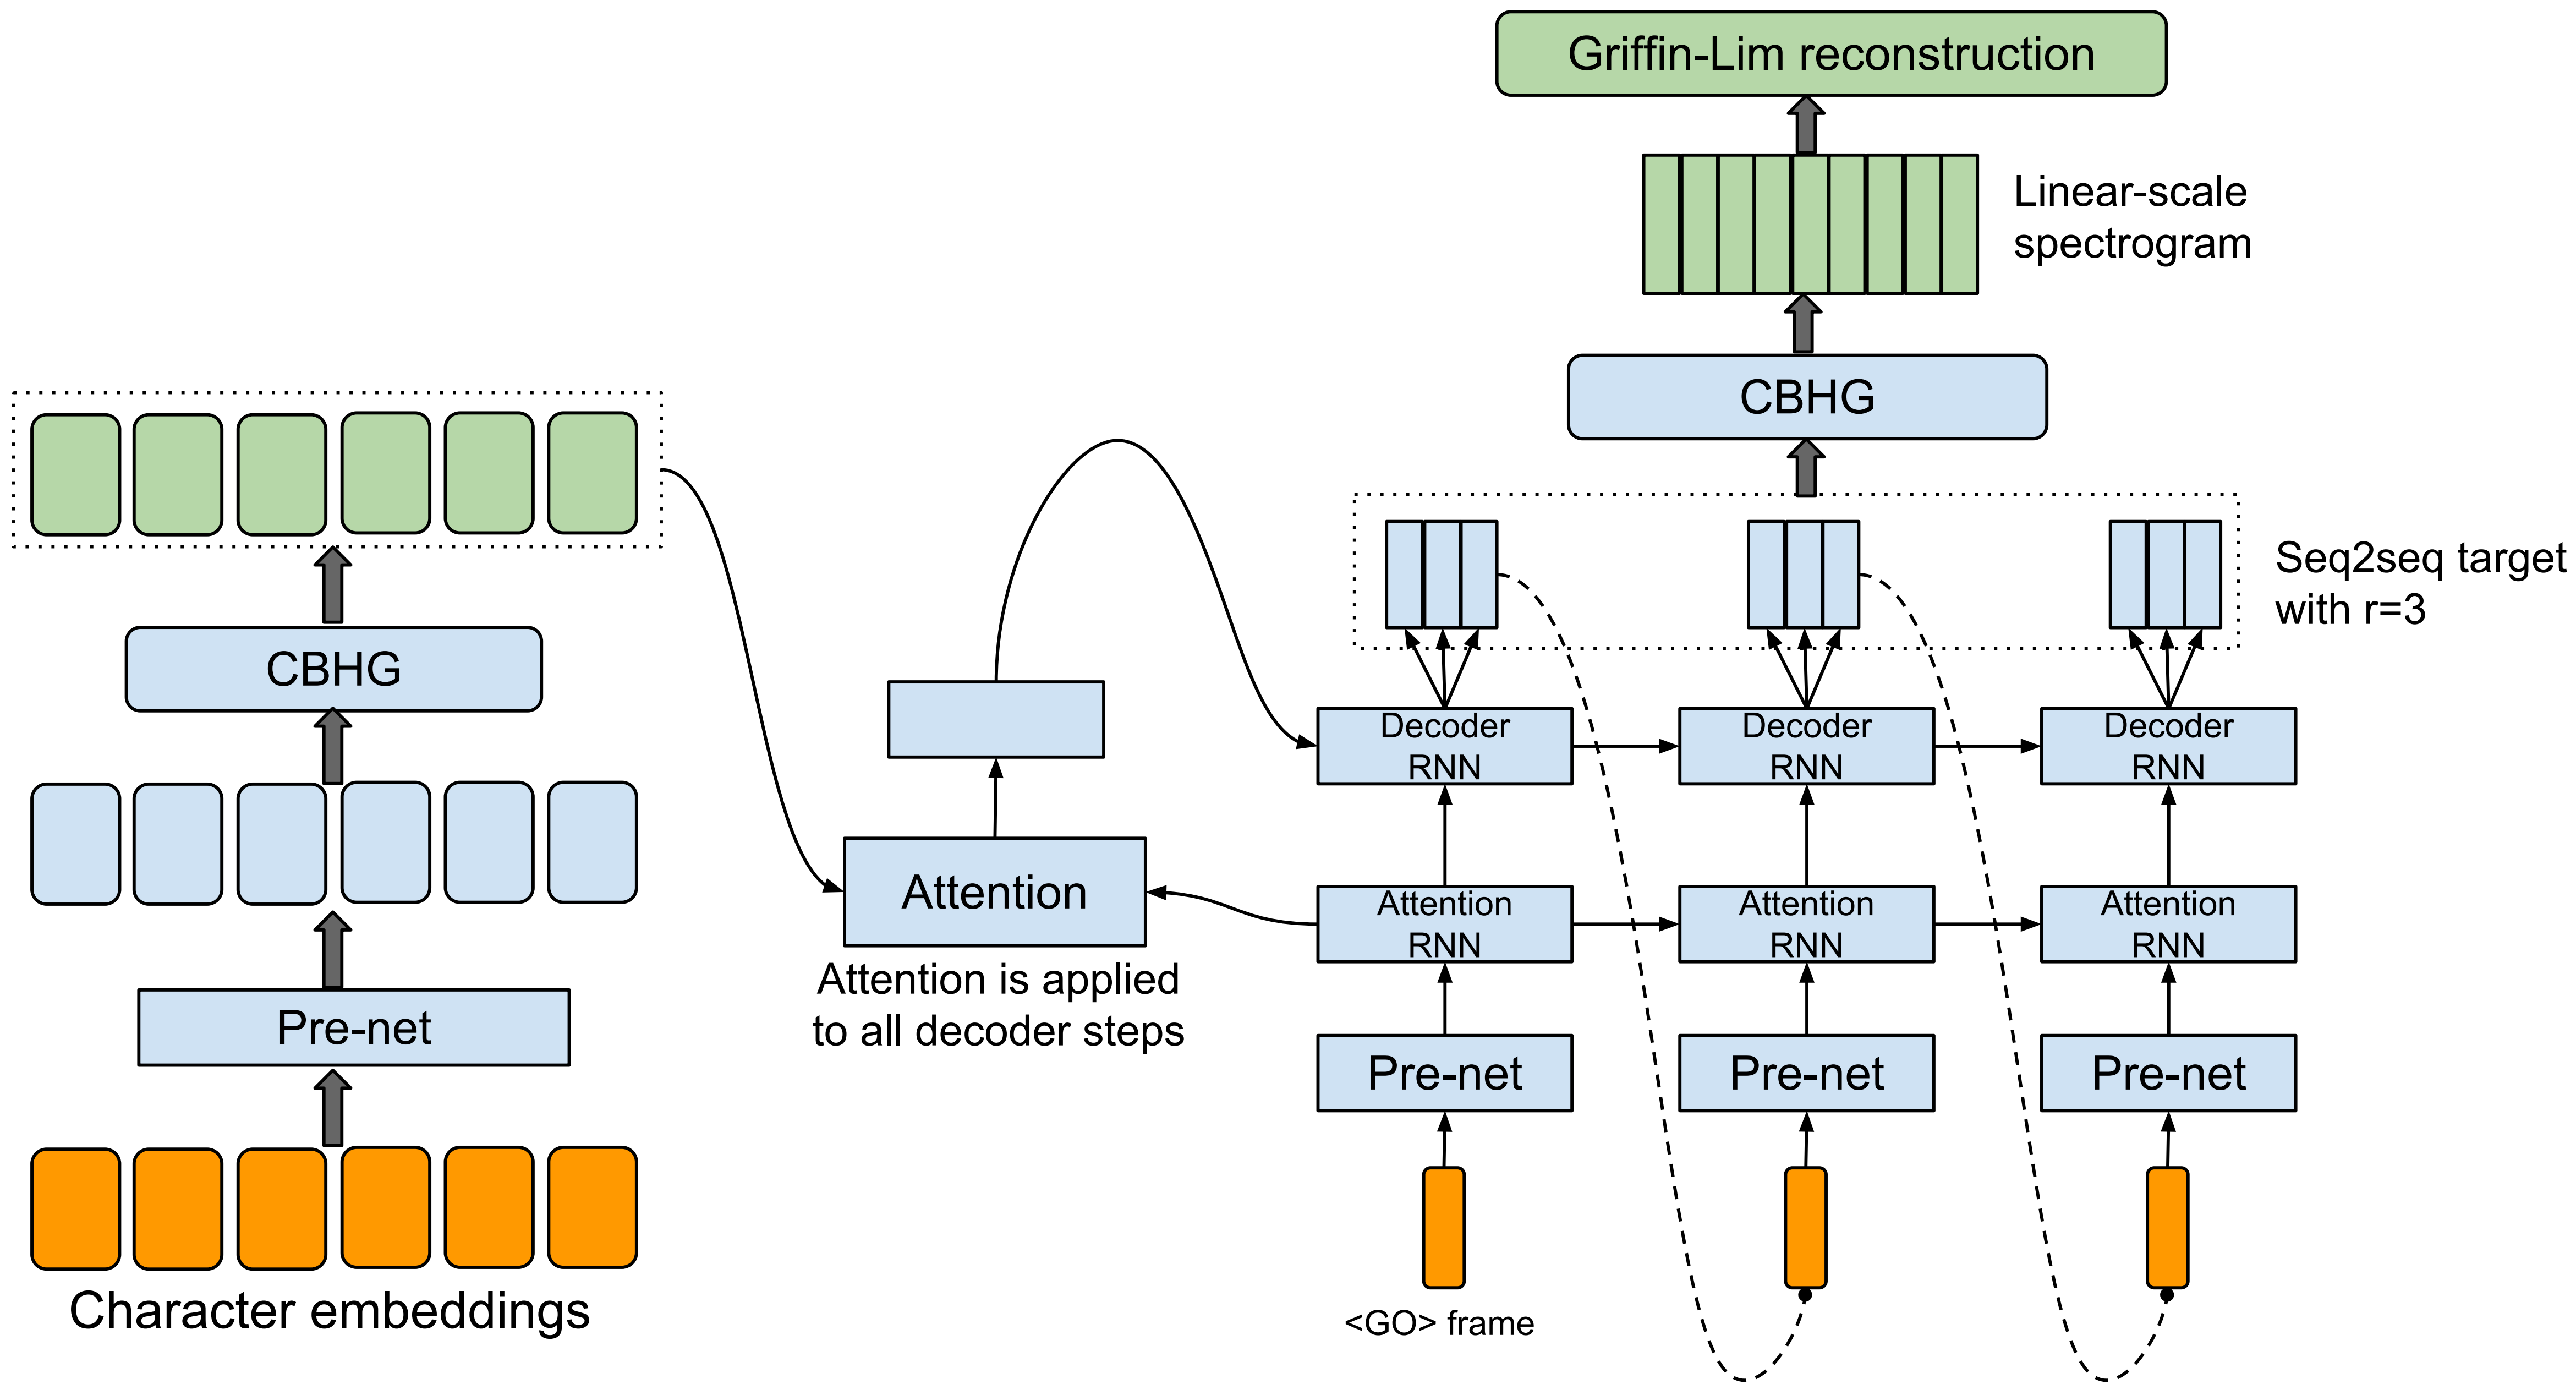 Griffin-Lim reconstruction
Linear-scale
spectrogram
CBHG
Seq2seq target
with r=3
CBHG
Decoder
RNN
Decoder
RNN
Decoder
RNN
Attention
Attention
RNN
Attention
RNN
Attention
RNN
Attention is applied
to all decoder steps
Pre-net
Pre-net
Pre-net
Pre-net
Character embeddings
<GO> frame